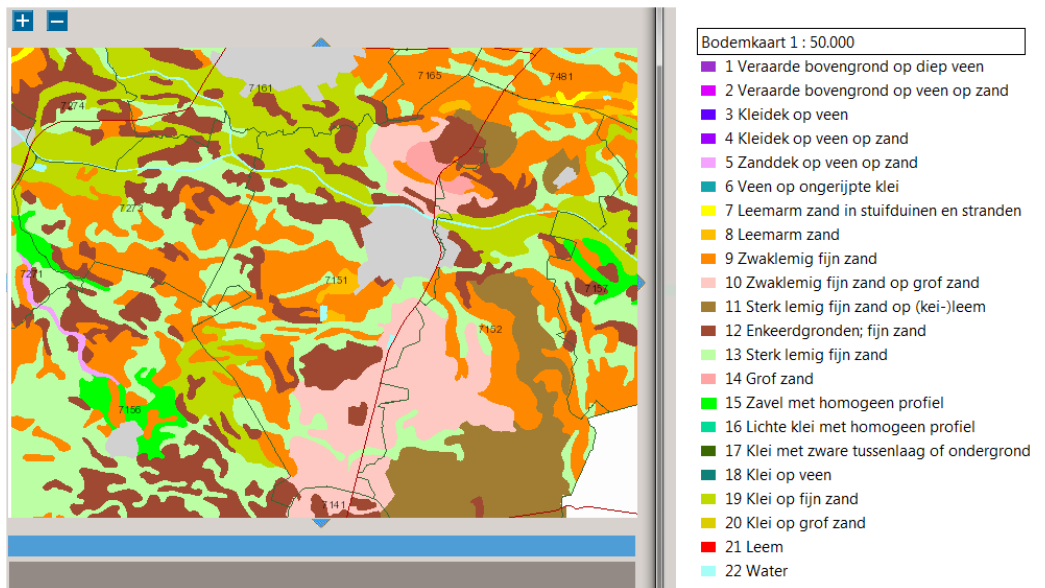 + −
7165
7481
7161
7274
7273
7271
7151
7157
7152
7156
7141
Bodemkaart 1 : 50.000
1 Veraarde bovengrond op diep veen
2 Veraarde bovengrond op veen op zand
3 Kleidek op veen
4 Kleidek op veen op zand
5 Zanddek op veen op zand
6 Veen op ongerijpte klei
7 Leemarm zand in stuifduinen en stranden
8 Leemarm zand
9 Zwaklemig fijn zand
10 Zwaklemig fijn zand op grof zand
11 Sterk lemig fijn zand op (kei-)leem
12 Enkeerdgronden; fijn zand
13 Sterk lemig fijn zand
14 Grof zand
15 Zavel met homogeen profiel
16 Lichte klei met homogeen profiel
17 Klei met zware tussenlaag of ondergrond
18 Klei op veen
19 Klei op fijn zand
20 Klei op grof zand
21 Leem
22 Water